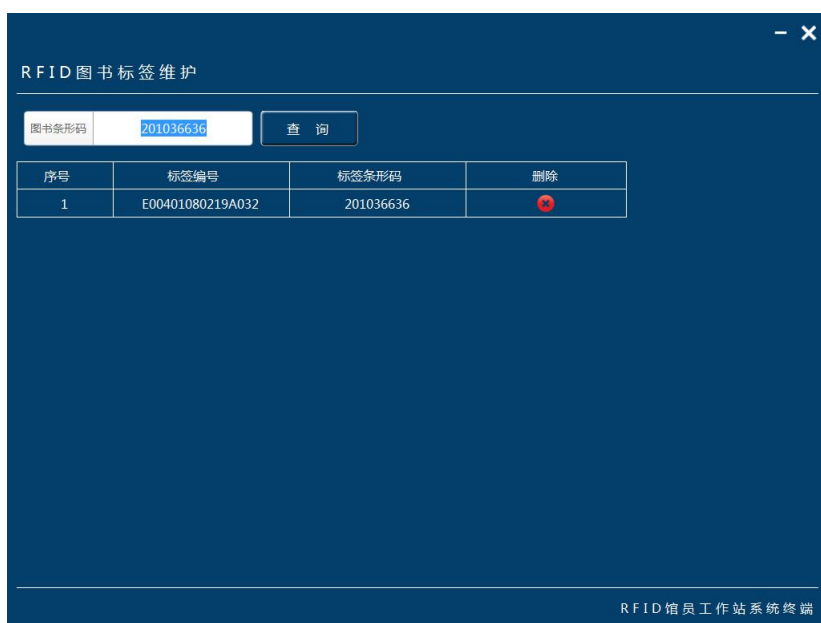 RFID图书标签维护
图书条形码 201036636 查 询
序号 标签编号 标签条形码 删除
1 E00401080219A032 201036636
RFID馆员工作站系统终端